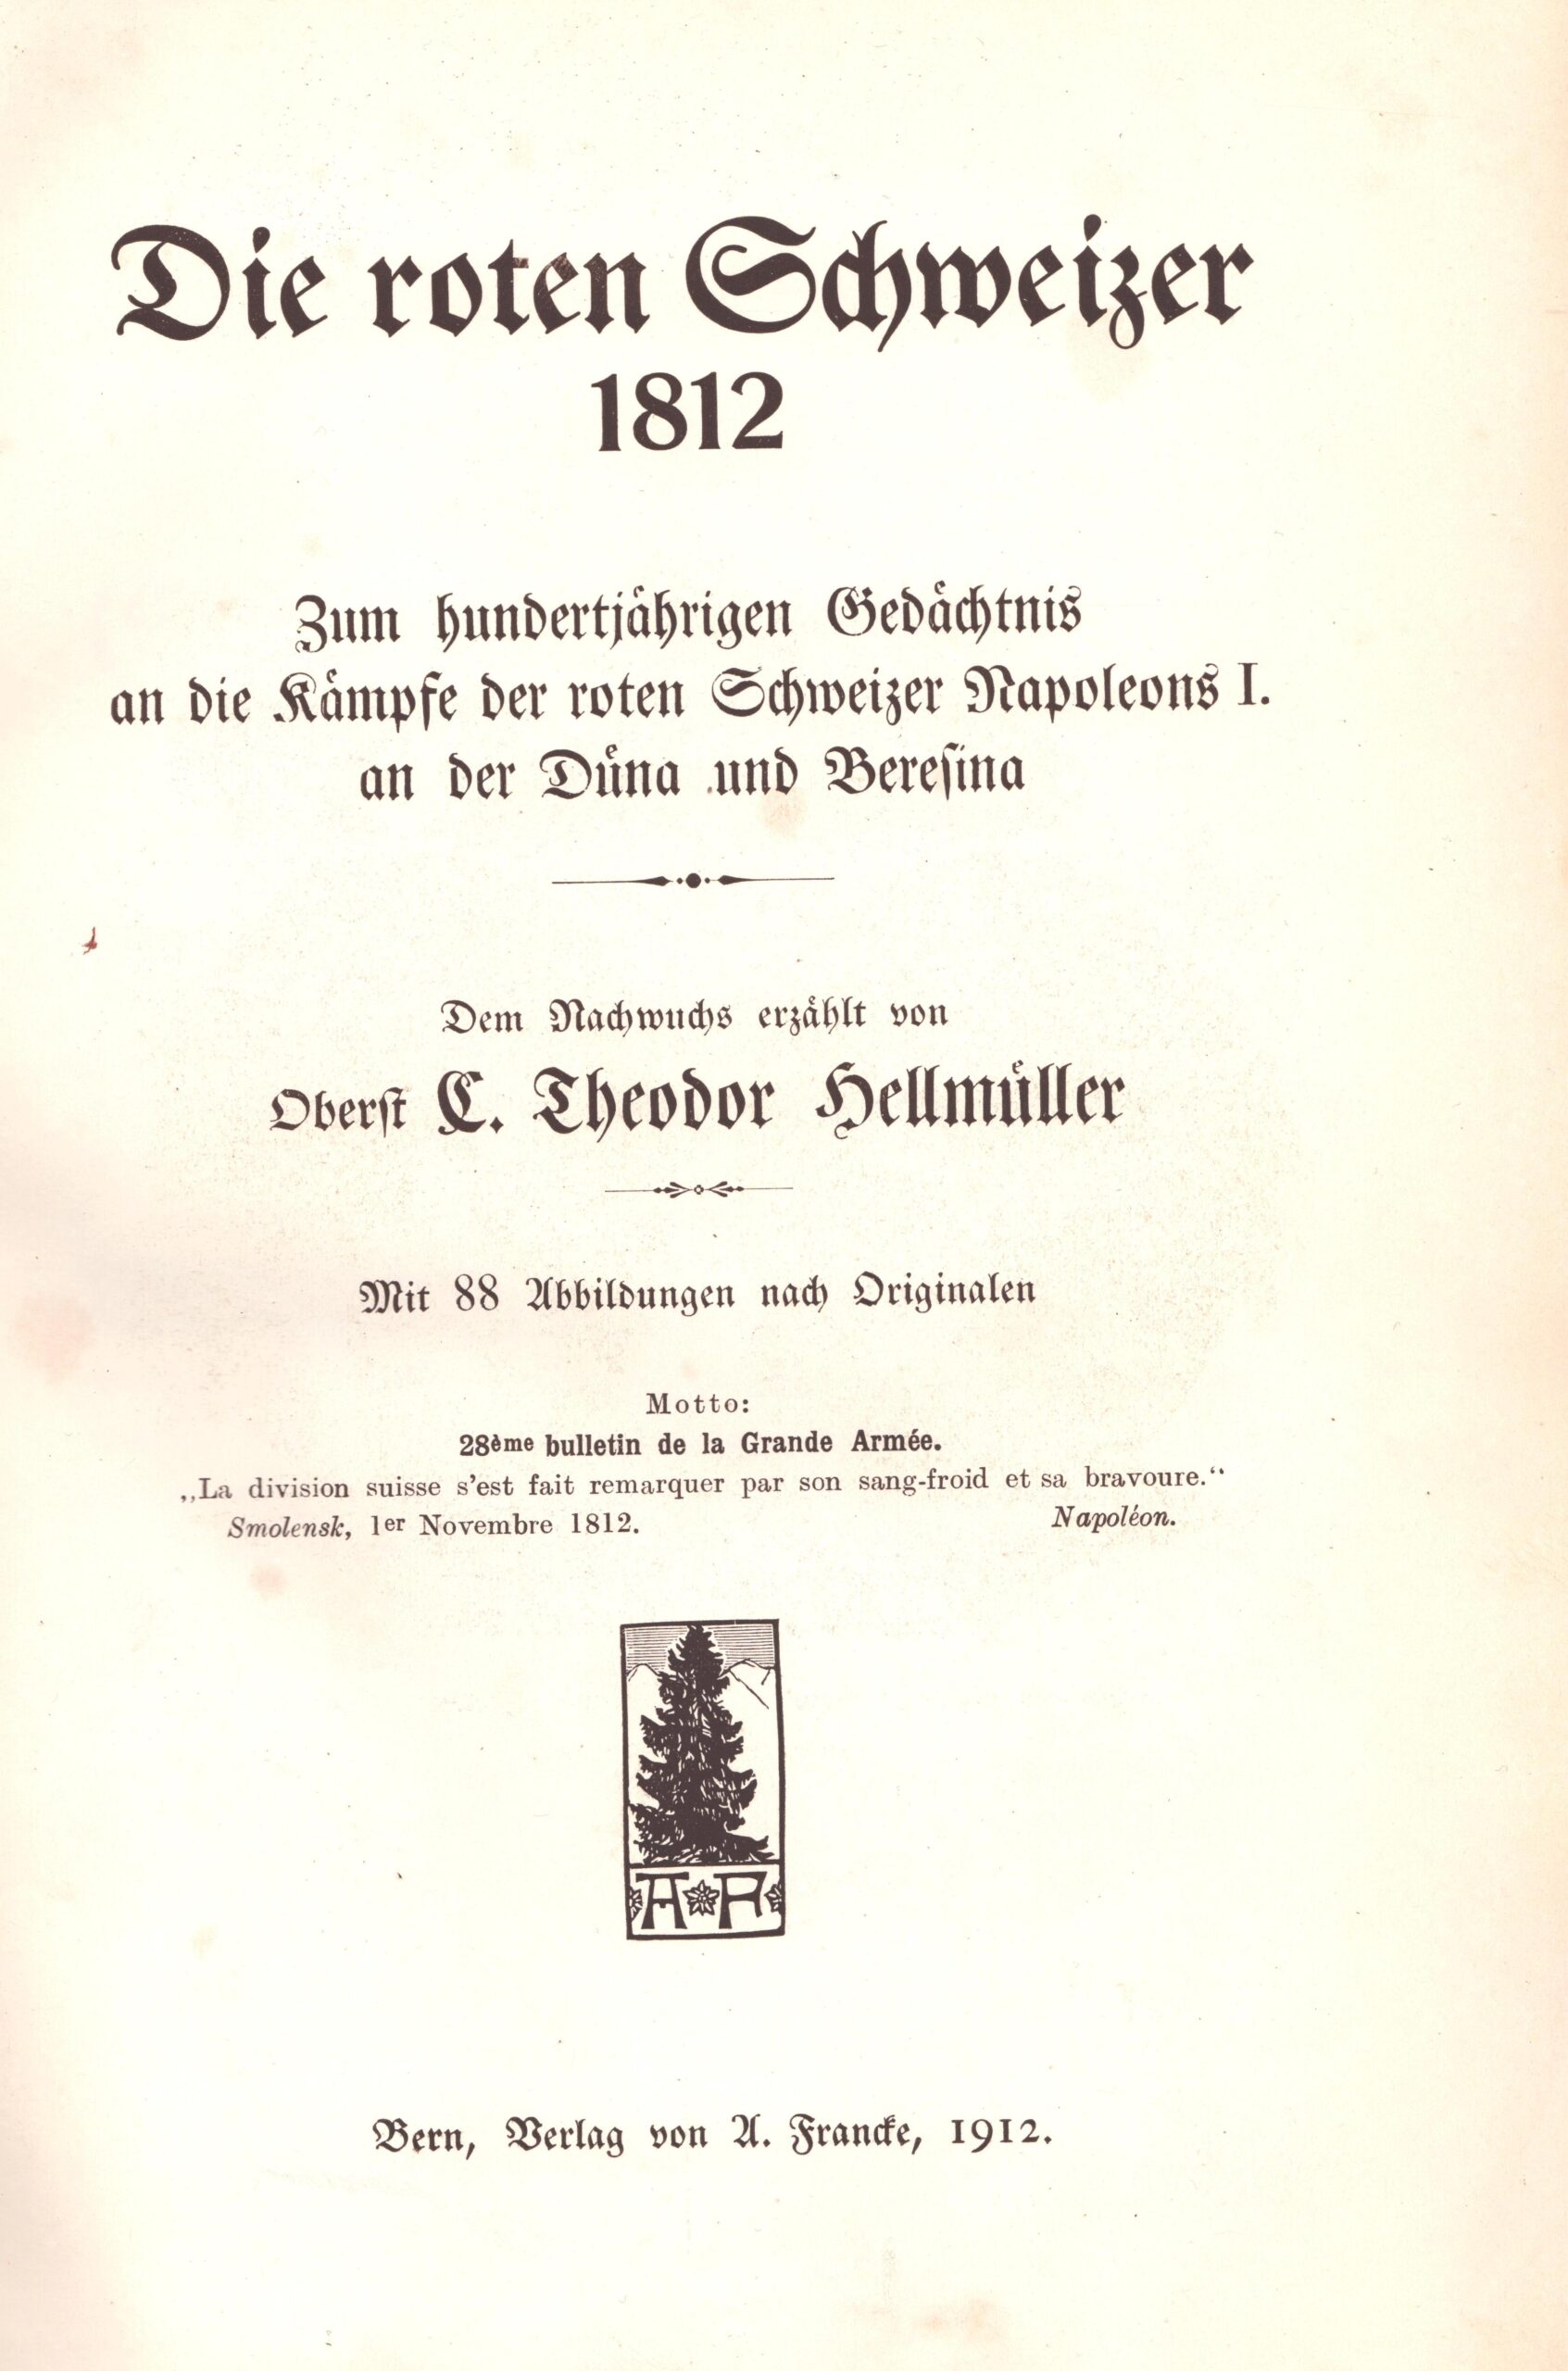 Die roten Schweizer
1812
Zum hundertjährigen Gedächtnis
an die Kämpfe der roten Schweizer Napoleons I.
an der Düna und Beresina
Dem Nachwuchs erzählt von
Oberst C. Theodor Hellmüller
Mit 88 Abbildungen nach Originalen
Motto:
28ème bulletin de la Grande Armée.
„La division suisse s'est fait remarquer par son sang-froid et sa bravoure.“
Smolensk, 1er Novembre 1812. Napoléon.
A F
Bern, Verlag von A. Francke, 1912.